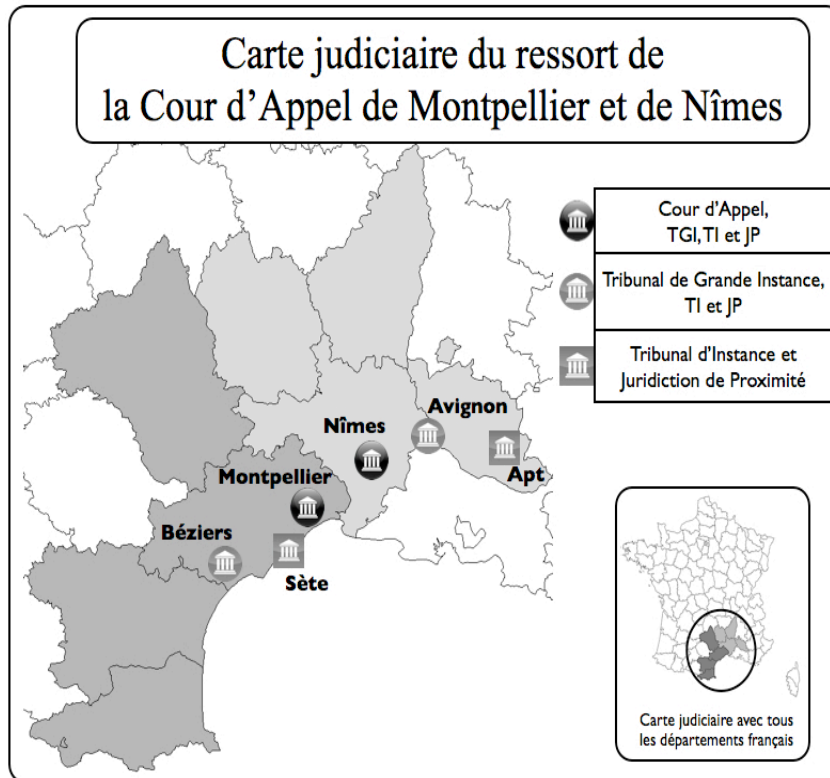 Carte judiciaire du ressort de
la Cour d'Appel de Montpellier et de Nîmes
Cour d'Appel,
TGI, TI et JP
Tribunal de Grande Instance,
TI et JP
Tribunal d'Instance et
Juridiction de Proximité
Avignon
Nîmes
Apt
Montpellier
Béziers
Sète
Carte judiciaire avec tous
les départements français